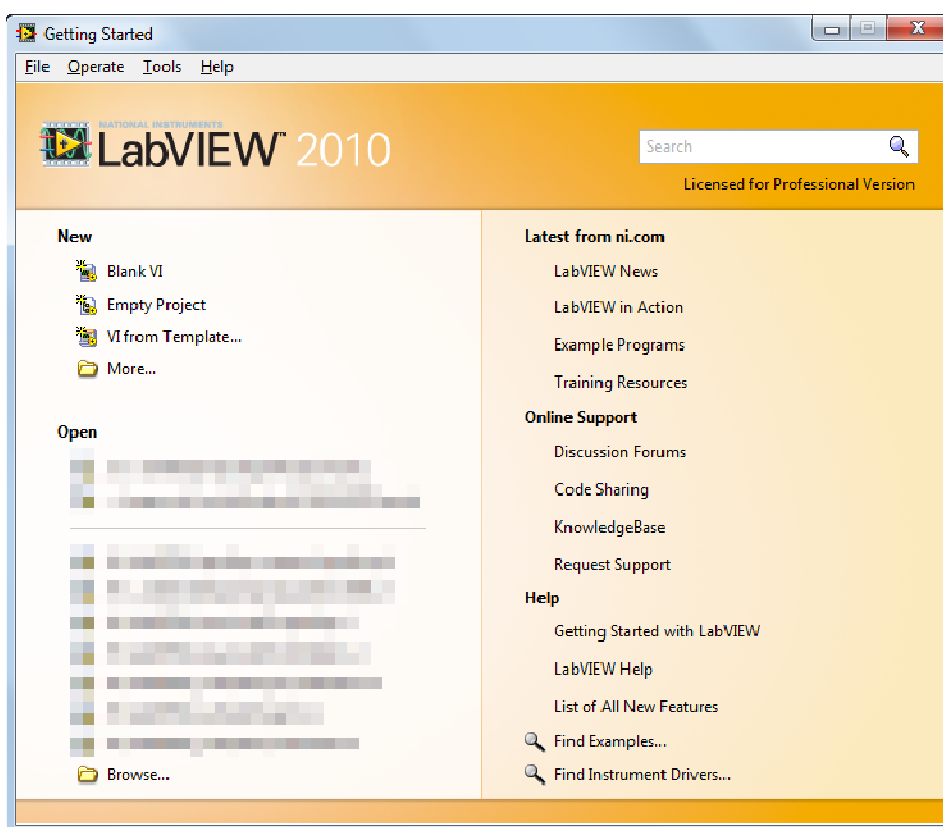 Getting Started
File Operate Tools Help
NATIONAL INSTRUMENTS
LabVIEW™ 2010
Search
Licensed for Professional Version
New
Blank VI
Empty Project
VI from Template...
More...
Open
Browse...
Latest from ni.com
LabVIEW News
LabVIEW in Action
Example Programs
Training Resources
Online Support
Discussion Forums
Code Sharing
KnowledgeBase
Request Support
Help
Getting Started with LabVIEW
LabVIEW Help
List of All New Features
Find Examples...
Find Instrument Drivers...